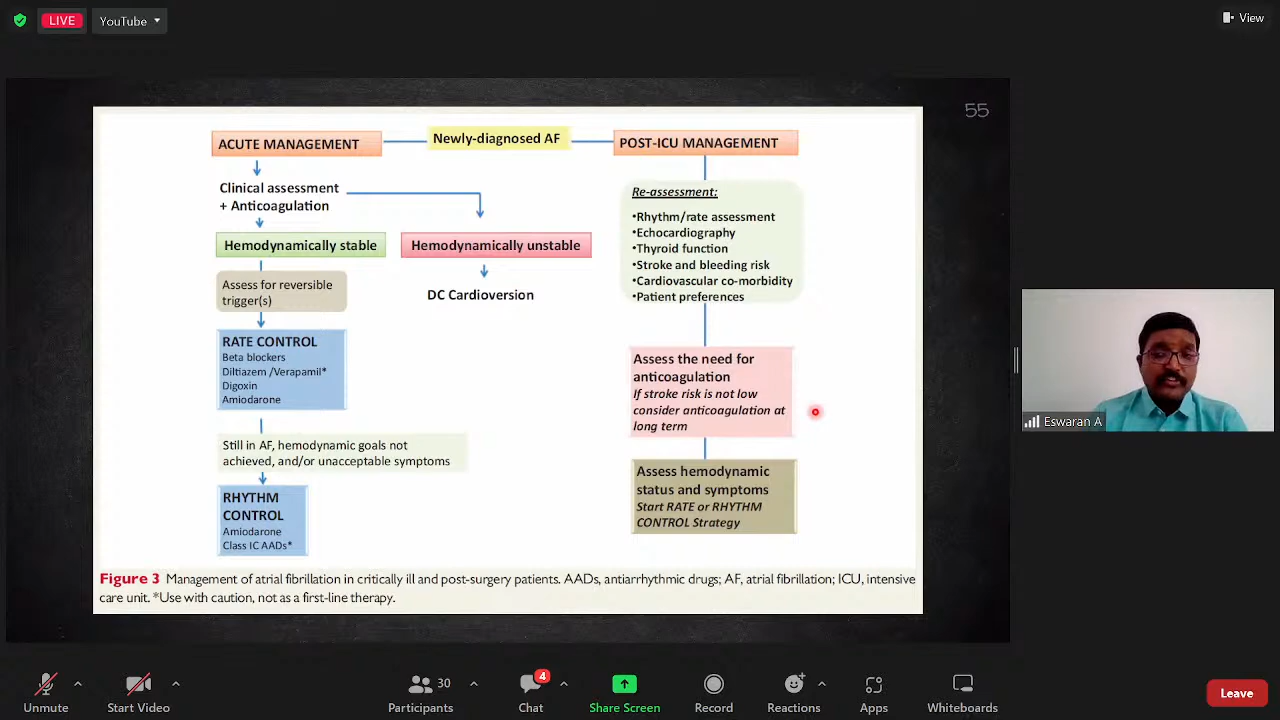 LIVE
YouTube
View
55
ACUTE MANAGEMENT
Newly-diagnosed AF
POST-ICU MANAGEMENT
Clinical assessment
+ Anticoagulation
Hemodynamically stable
Hemodynamically unstable
Assess for reversible
trigger(s)
DC Cardioversion
RATE CONTROL
Beta blockers
Diltiazem /Verapamil*
Digoxin
Amiodarone
Still in AF, hemodynamic goals not
achieved, and/or unacceptable symptoms
RHYTHM
CONTROL
Amiodarone
Class IC AADs*
Re-assessment:
•Rhythm/rate assessment
•Echocardiography
•Thyroid function
•Stroke and bleeding risk
•Cardiovascular co-morbidity
•Patient preferences
Assess the need for
anticoagulation
If stroke risk is not low
consider anticoagulation at
long term
Assess hemodynamic
status and symptoms
Start RATE or RHYTHM
CONTROL Strategy
Figure 3 Management of atrial fibrillation in critically ill and post-surgery patients. AADs, antiarrhythmic drugs; AF, atrial fibrillation; ICU, intensive
care unit. *Use with caution, not as a first-line therapy.
Eswaran A
Unmute
Start Video
30
Participants
4
Chat
Share Screen
Record
Reactions
Apps
Whiteboards
Leave